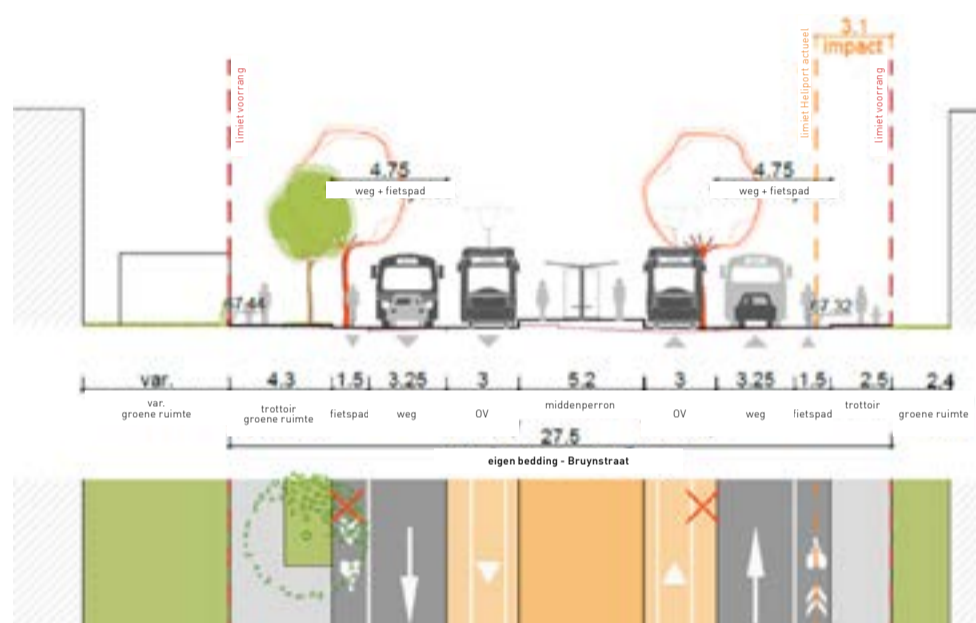 3.1
impact
limiet voorrang
limiet Heliport actueel
limiet voorrang
4.75
weg + fietspad
4.75
weg + fietspad
67.44
67.32
var. 4.3 1.5 3.25 3 5.2 3 3.25 1.5 2.5 2.4
var.
groene ruimte
trottoir
groene ruimte
fietspad
weg
OV
middenperron
OV
weg
fietspad
trottoir
groene ruimte
27.5
eigen bedding - Bruynstraat